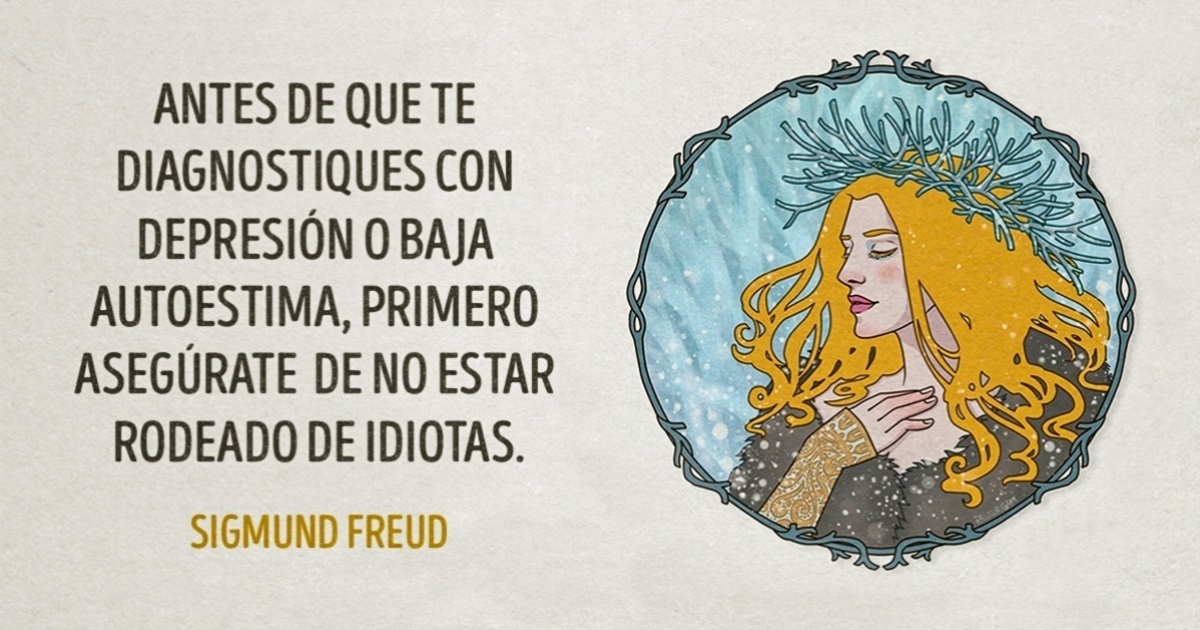 ANTES DE QUE TE
DIAGNOSTIQUES CON
DEPRESIÓN O BAJA
AUTOESTIMA, PRIMERO
ASEGÚRATE DE NO ESTAR
RODEADO DE IDIOTAS.
SIGMUND FREUD